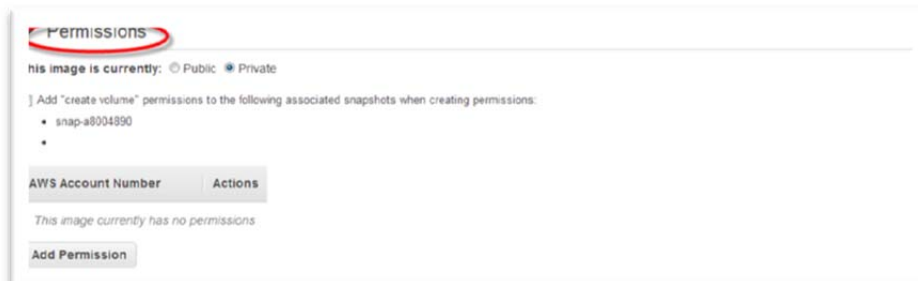 Permissions
his image is currently: Public Private
Add "create volume" permissions to the following associated snapshots when creating permissions:
snap-a8004890
AWS Account Number Actions
This image currently has no permissions
Add Permission